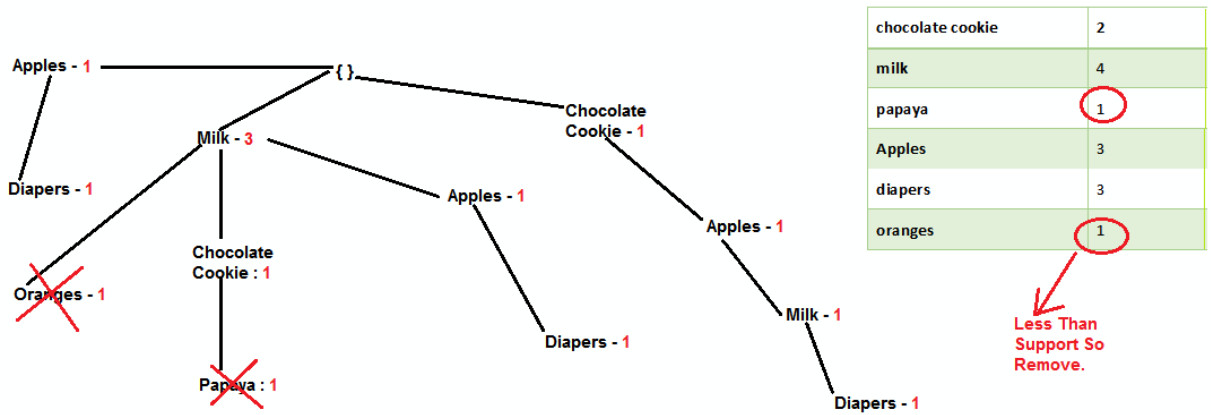 Apples - 1
{ }
Chocolate
Cookie - 1
Milk - 3
Diapers - 1
Apples - 1
Apples - 1
Chocolate
Cookie : 1
Oranges - 1
Milk - 1
Diapers - 1
Papaya : 1
Diapers - 1
chocolate cookie 2
milk 4
papaya 1
Apples 3
diapers 3
oranges 1
Less Than
Support So
Remove.